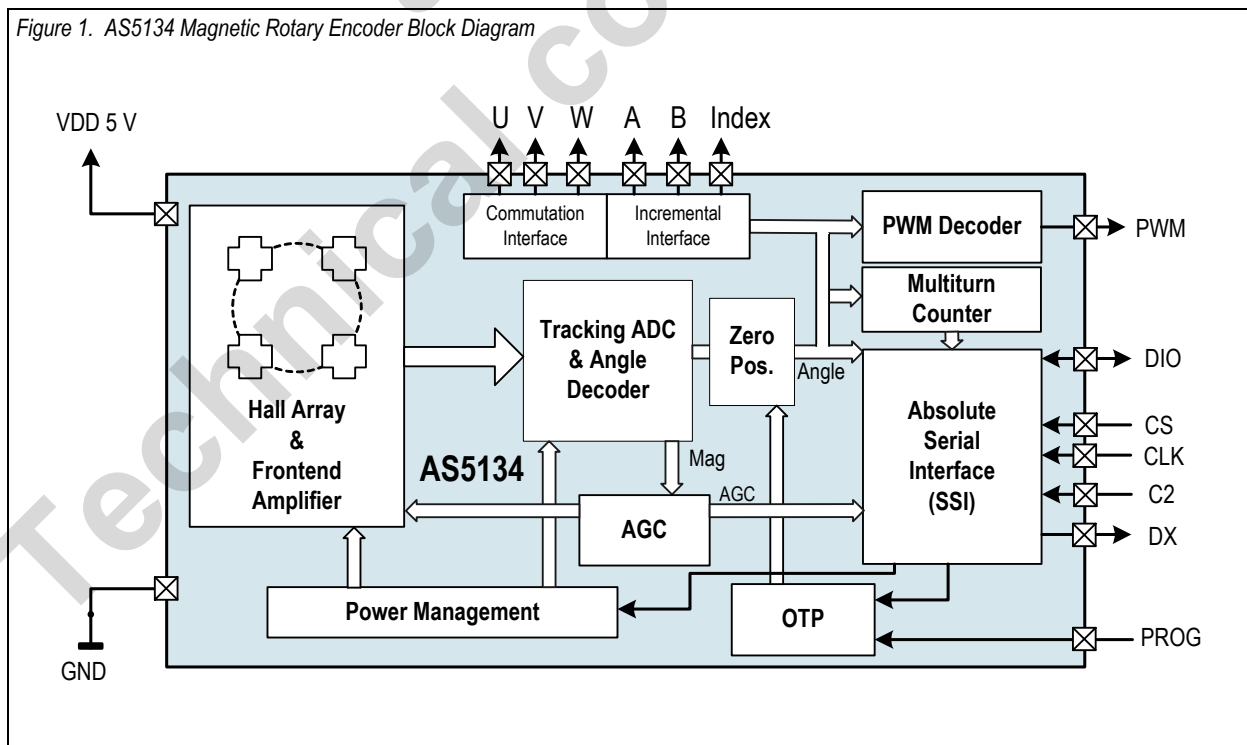 Figure 1. AS5134 Magnetic Rotary Encoder Block Diagram
U V W A B Index
VDD 5 V
Commutation
Interface
Incremental
Interface
PWM Decoder
PWM
Multiturn
Counter
Tracking ADC
& Angle
Decoder
Zero
Pos.
Angle
DIO
Hall Array
&
Frontend
Amplifier
Absolute
Serial
Interface
(SSI)
CS
CLK
C2
DX
AS5134
Mag
AGC
AGC
Power Management
OTP
PROG
GND
Technical co